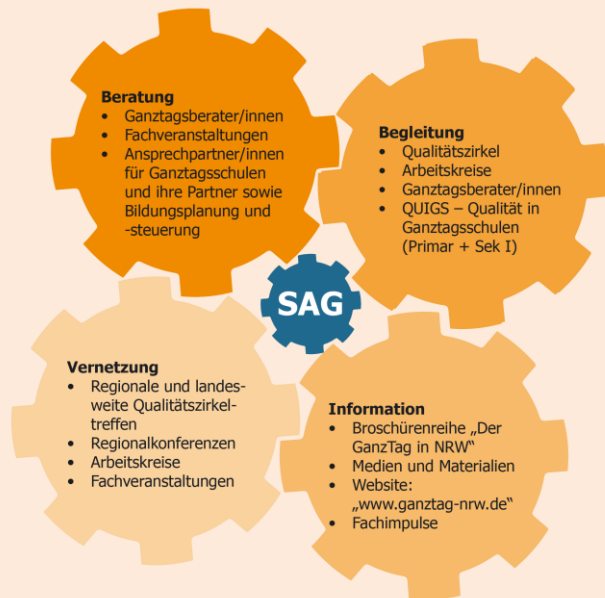 Beratung
• Ganztagsberater/innen
• Fachveranstaltungen
• Ansprechpartner/innen
für Ganztagsschulen
und ihre Partner sowie
Bildungsplanung und
-steuerung
Begleitung
• Qualitätszirkel
• Arbeitskreise
• Ganztagsberater/innen
• QUIGS – Qualität in
Ganztagsschulen
(Primar + Sek I)
SAG
Vernetzung
• Regionale und landes-
weite Qualitätszirkel-
treffen
• Regionalkonferenzen
• Arbeitskreise
• Fachveranstaltungen
Information
• Broschürenreihe „Der
GanzTag in NRW“
• Medien und Materialien
• Website:
„www.ganztag-nrw.de“
• Fachimpulse